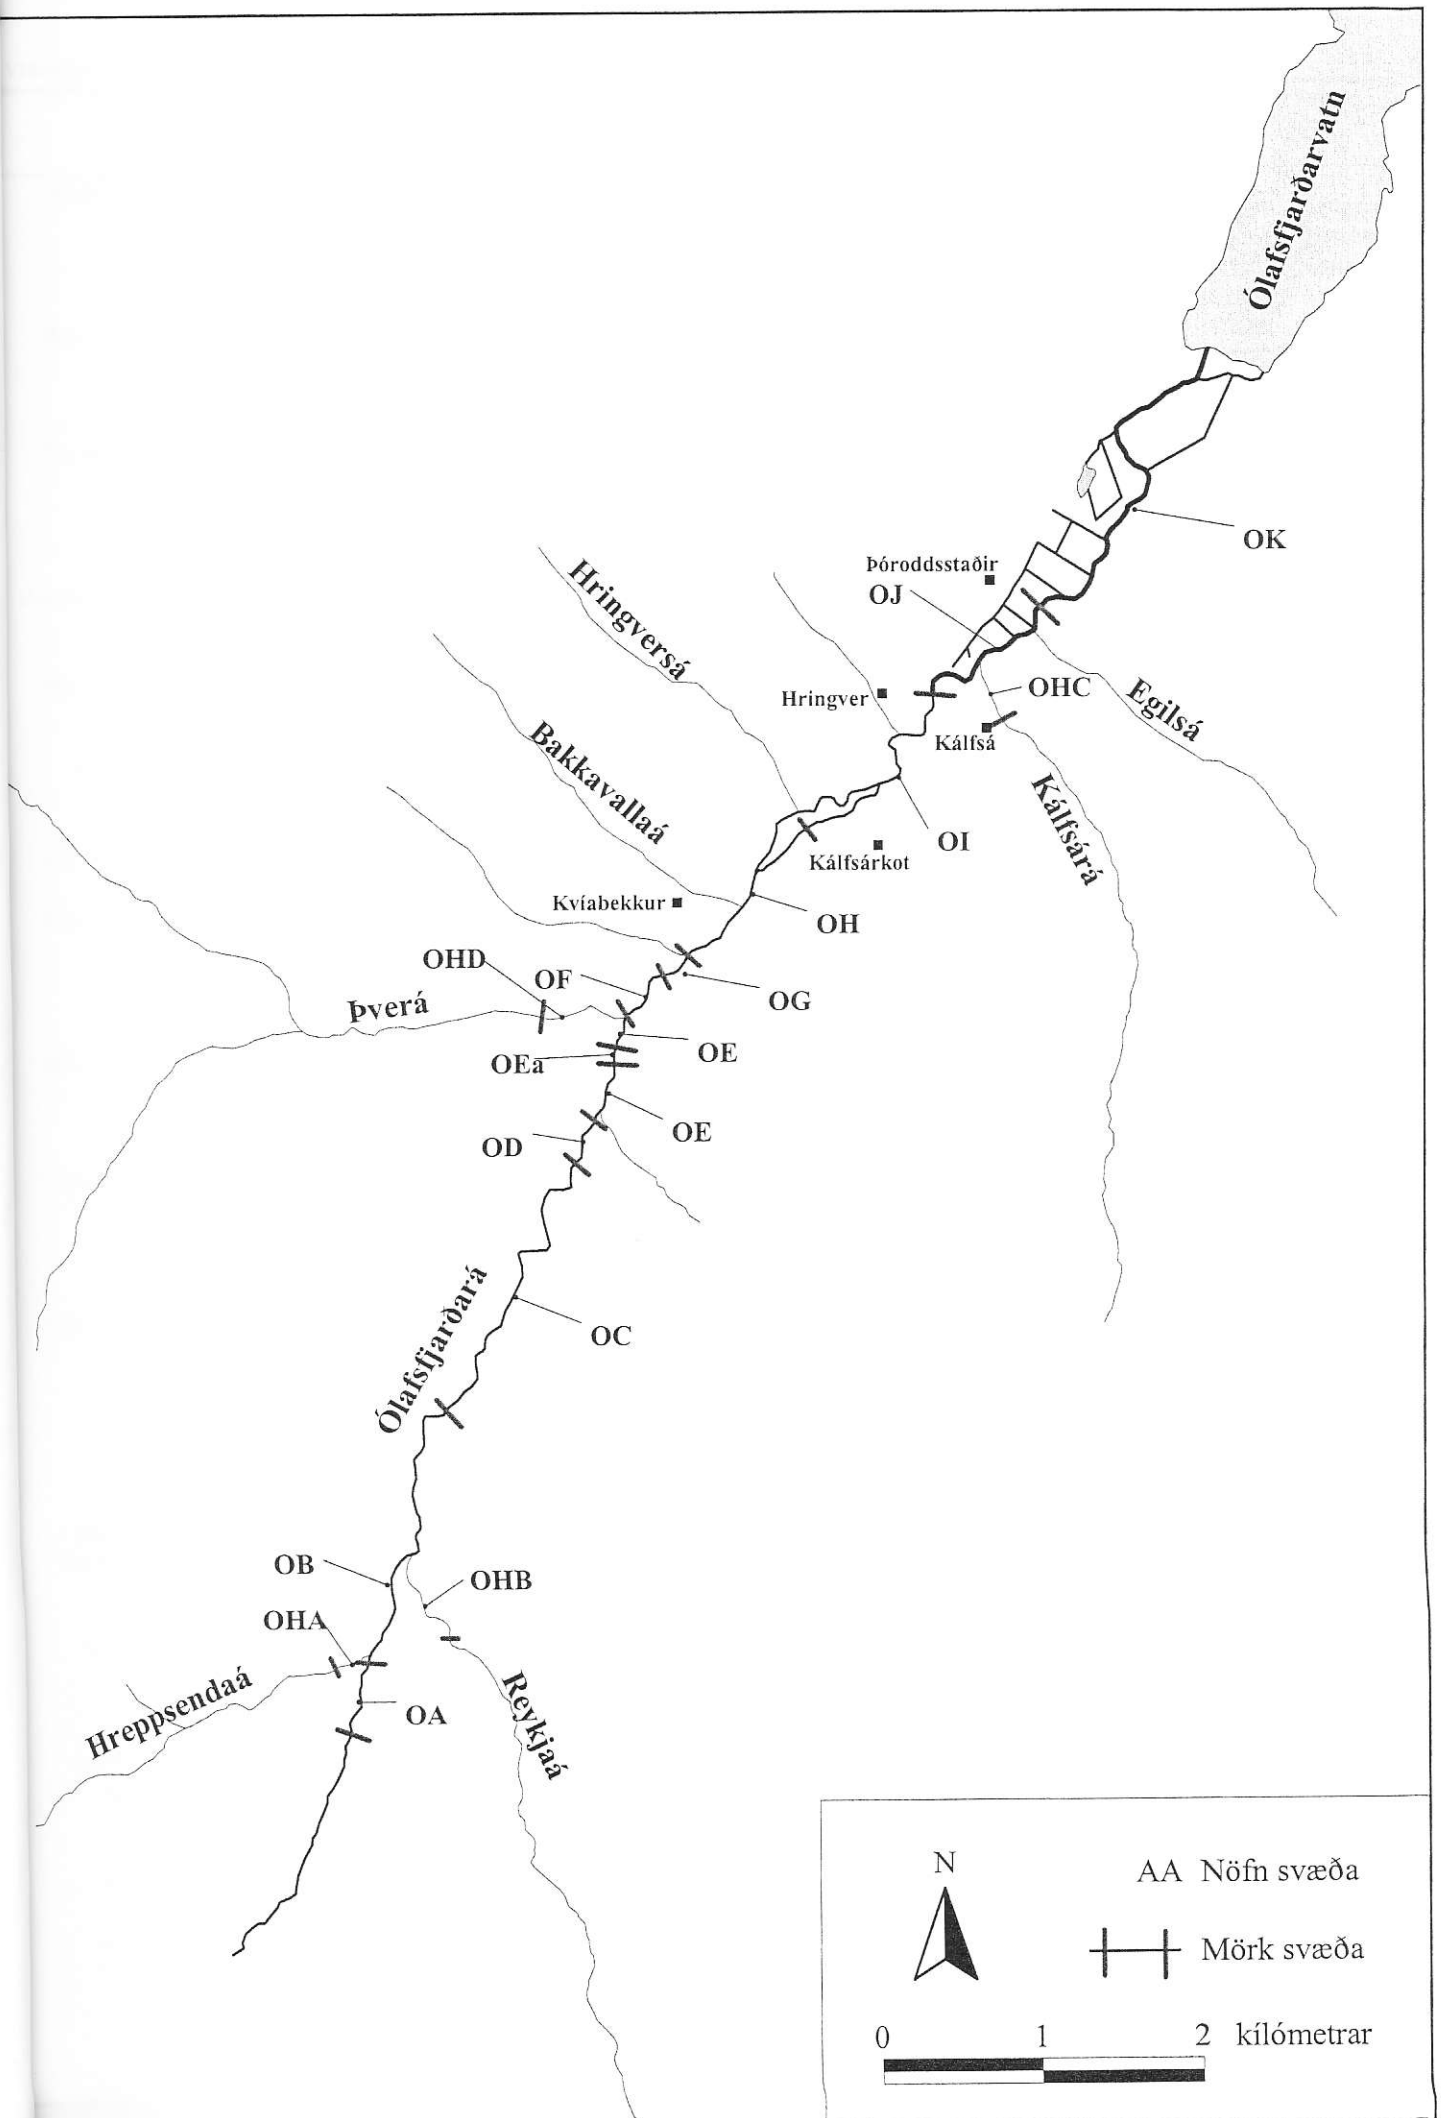 Ólafsfjarðarvatn
OK
Þóroddsstaðir
OJ
Hringversá
OHC
Egilsá
Hringver
Kálfsá
Bakkavallaá
Kálfsárá
OI
Kálfsárkot
Kvíabekkur
OH
OHD
OF
OG
Þverá
OE
OEa
OE
OD
Ólafsfjarðará
OC
OB
OHB
OHA
Hreppsendaá
OA
Reykjaá
N
AA Nöfn svæða
Mörk svæða
0 1 2 kílómetrar